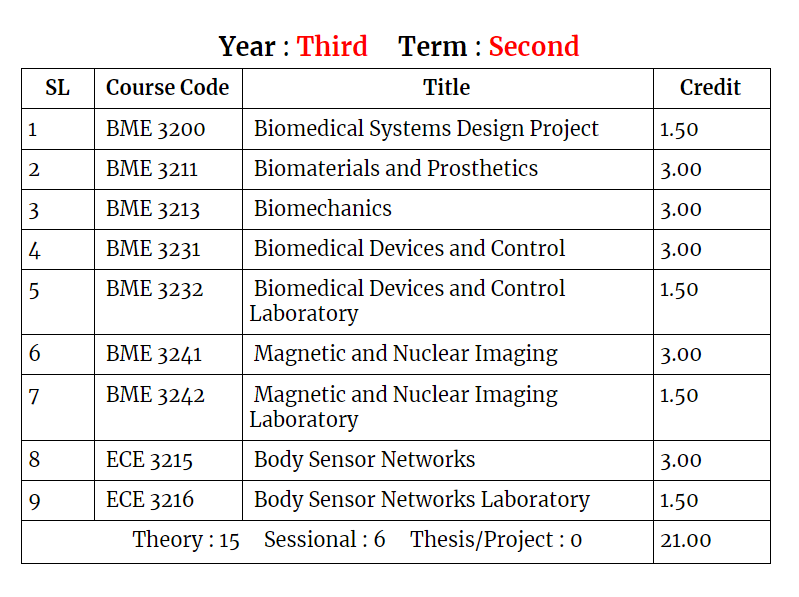 Year : Third Term : Second
SL Course Code Title Credit
1 BME 3200 Biomedical Systems Design Project 1.50
2 BME 3211 Biomaterials and Prosthetics 3.00
3 BME 3213 Biomechanics 3.00
4 BME 3231 Biomedical Devices and Control 3.00
5 BME 3232 Biomedical Devices and Control 1.50
Laboratory
6 BME 3241 Magnetic and Nuclear Imaging 3.00
7 BME 3242 Magnetic and Nuclear Imaging 1.50
Laboratory
8 ECE 3215 Body Sensor Networks 3.00
9 ECE 3216 Body Sensor Networks Laboratory 1.50
Theory : 15 Sessional : 6 Thesis/Project : 0 21.00